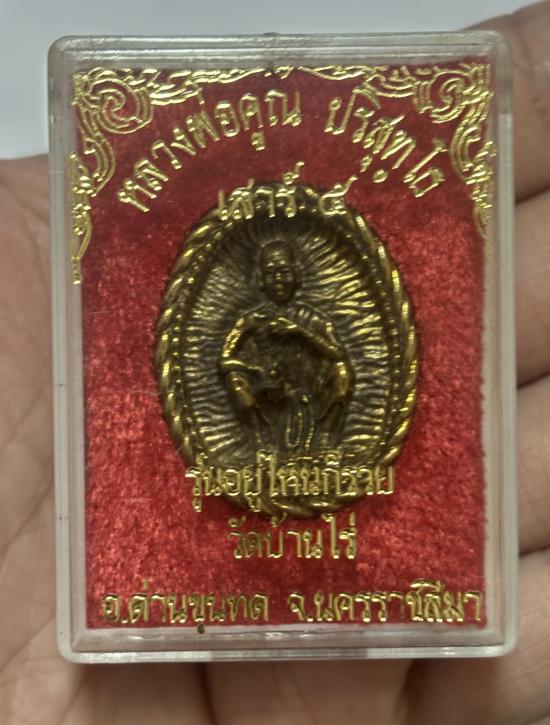 หลวงพ่อคูณ ปริสุทฺโธ
เสาร์ ๕
รุ่นอยู่ไหนก็รวย
วัดบ้านไร่
อ.ด่านขุนทด จ.นครราชสีมา